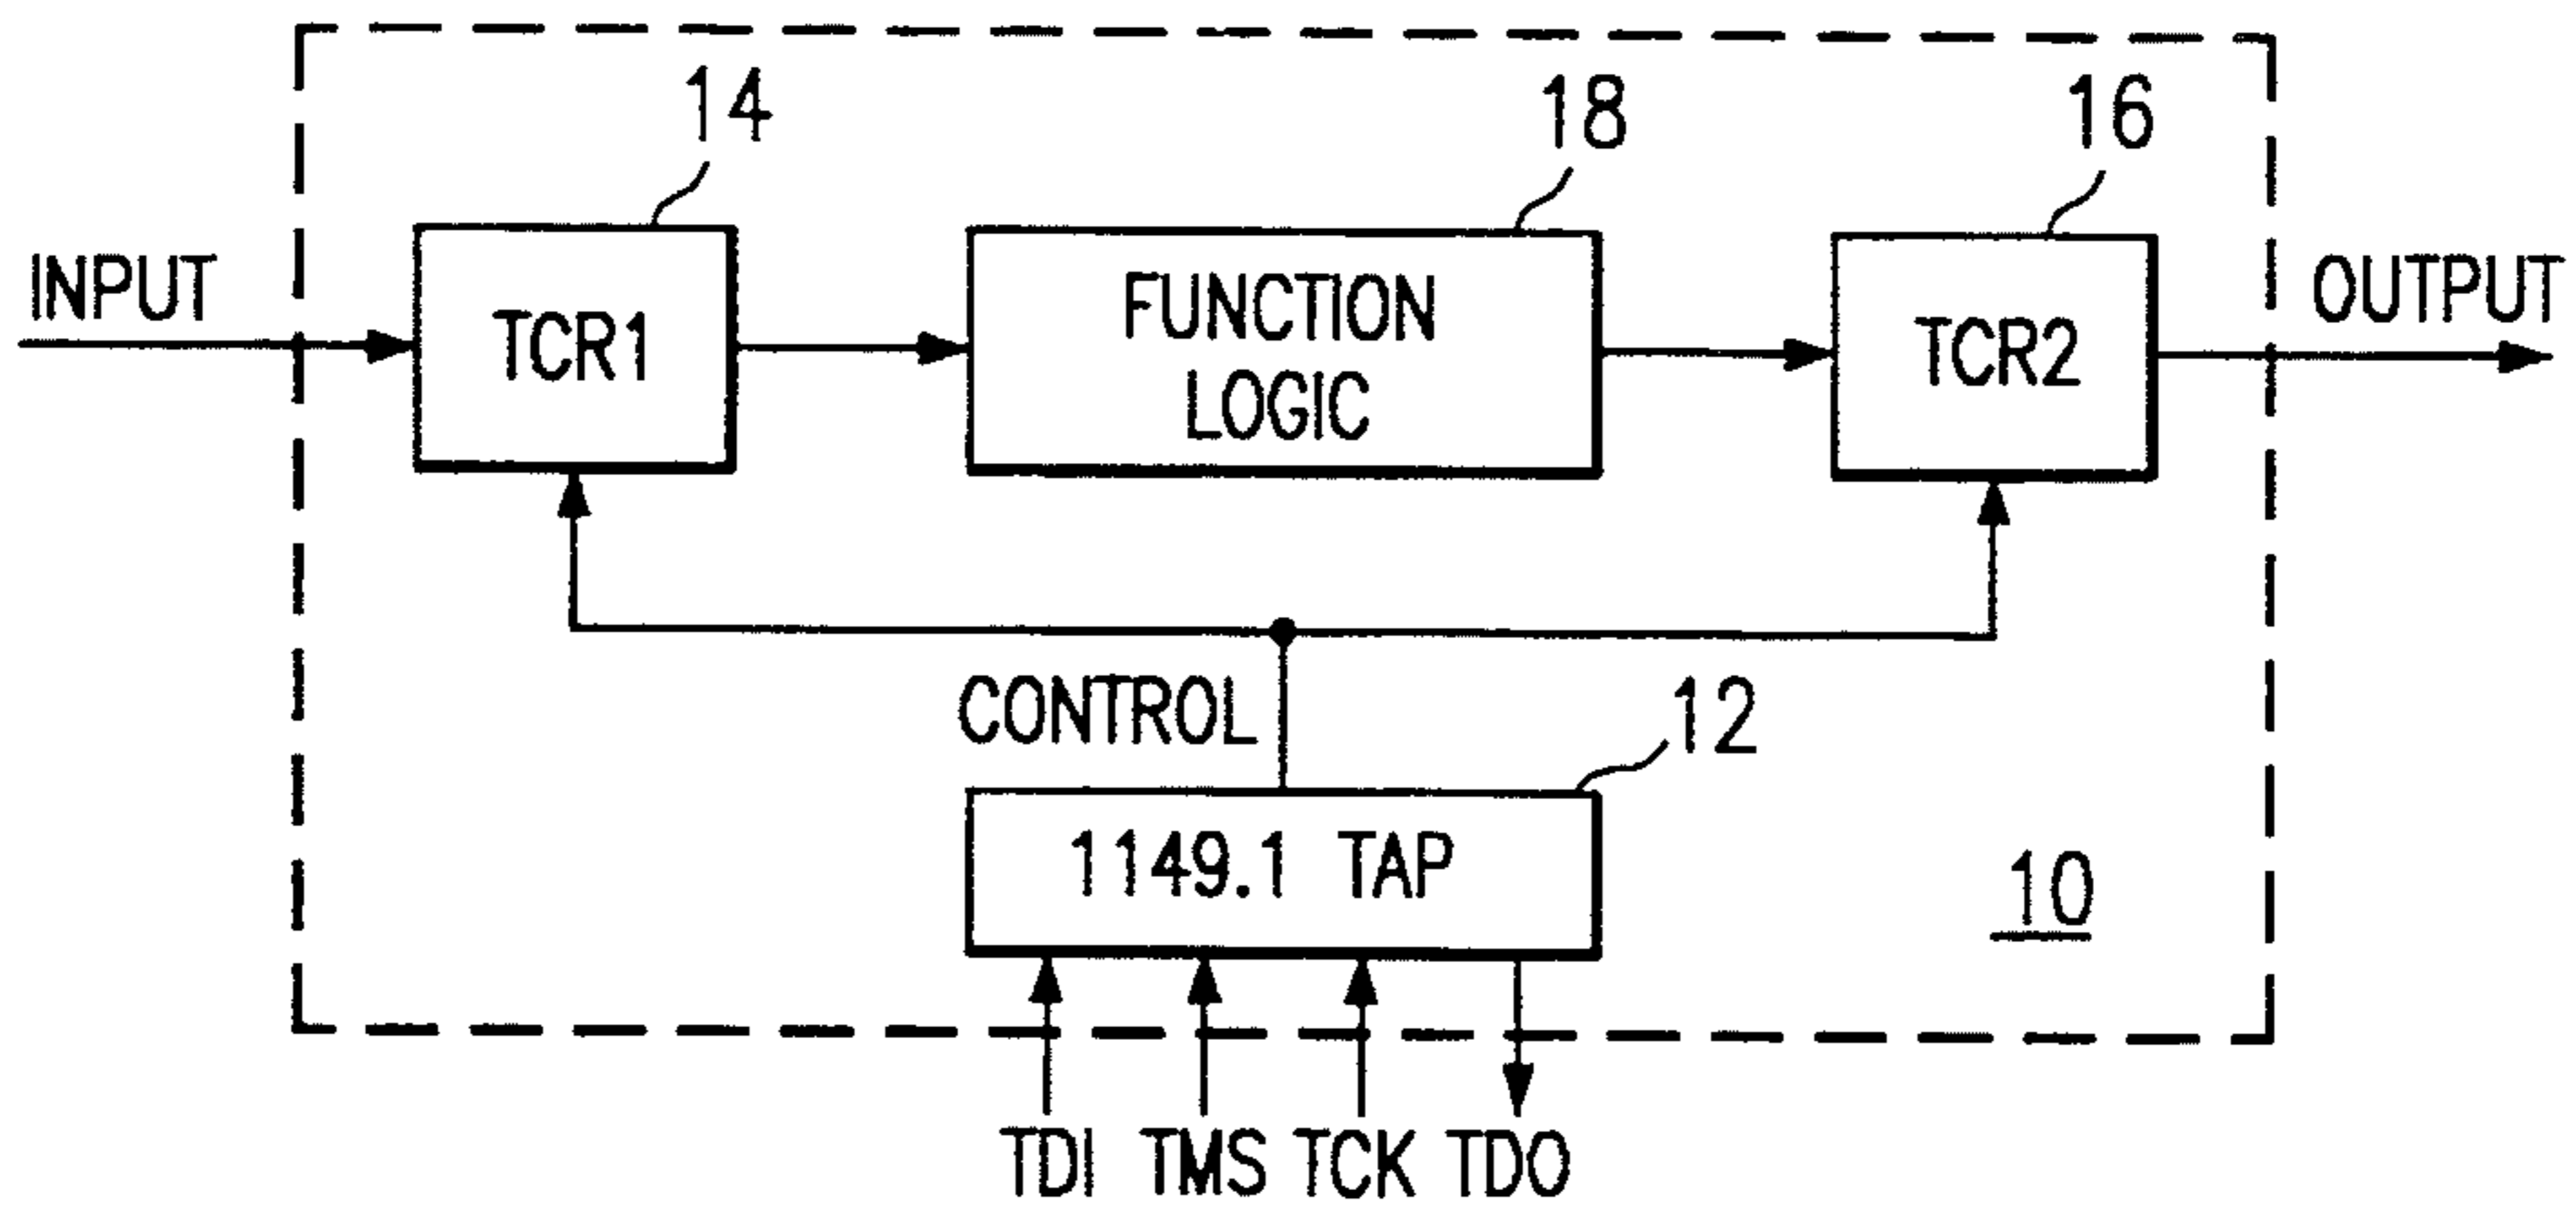 14
18
16
INPUT
TCR1
FUNCTION
LOGIC
TCR2
OUTPUT
CONTROL
12
1149.1 TAP
10
TDI TMS TCK TDO